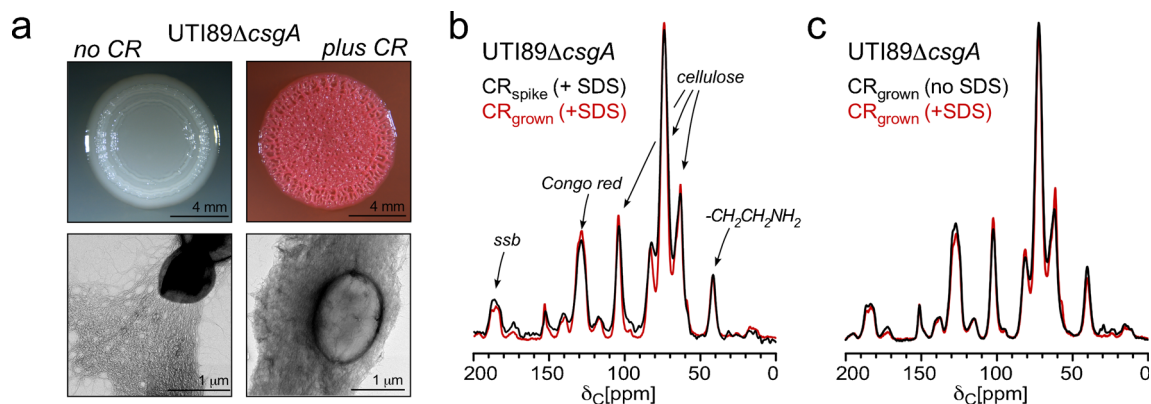 a
UTI89ΔcsgA
no CR
plus CR
4 mm
4 mm
1 μm
1 μm
b
UTI89ΔcsgA
CRspike (+ SDS)
CRgrown (+SDS)
cellulose
Congo red
-CH2CH2NH2
ssb
200
150
100
50
0
δC[ppm]
c
UTI89ΔcsgA
CRgrown (no SDS)
CRgrown (+SDS)
200
150
100
50
0
δC[ppm]